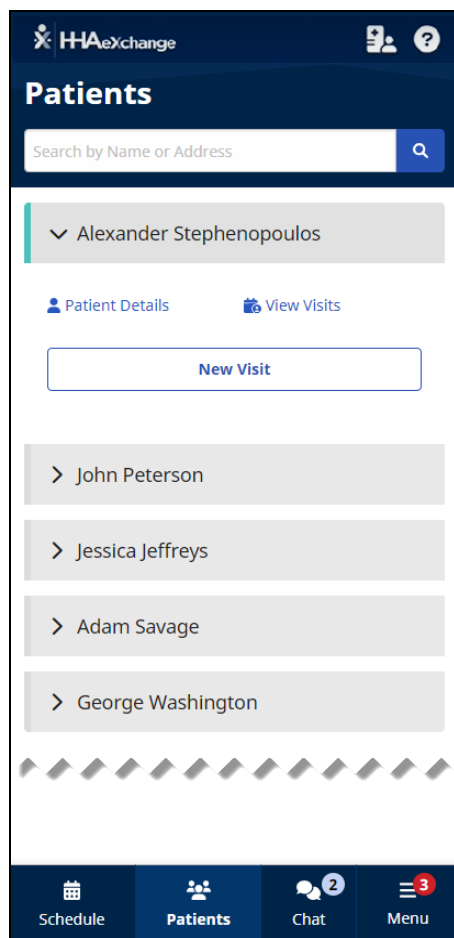 HHAeXchange
Patients
Search by Name or Address
Alexander Stephenopoulos
Patient Details View Visits
New Visit
John Peterson
Jessica Jeffreys
Adam Savage
George Washington
2 3
Schedule Patients Chat Menu